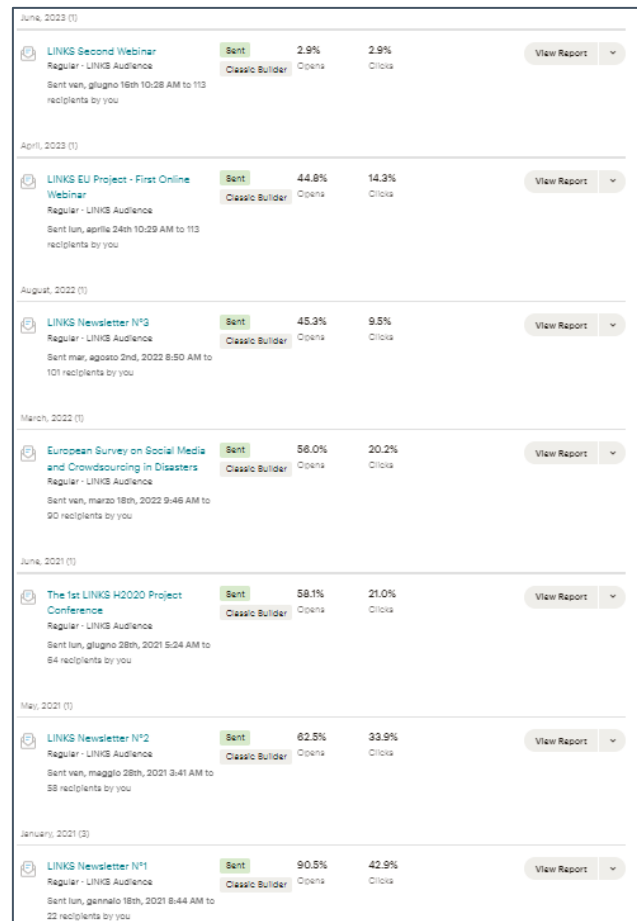 June, 2023 (1)
LINKS Second Webinar
Sent
2.9%
2.9%
View Report
Regular - LINKS Audience
Classic Builder
Opens
Clicks
Sent ven, giugno 16th 10:28 AM to 113
recipients by you
April, 2023 (1)
LINKS EU Project - First Online
Webinar
Sent
44.8%
14.3%
View Report
Classic Builder
Opens
Clicks
Regular - LINKS Audience
Sent lun, aprile 24th 10:29 AM to 113
recipients by you
August, 2022 (1)
LINKS Newsletter N°3
Sent
45.3%
9.5%
View Report
Regular - LINKS Audience
Classic Builder
Opens
Clicks
Sent mar, agosto 2nd, 2022 8:50 AM to
101 recipients by you
March, 2022 (1)
European Survey on Social Media
and Crowdsourcing in Disasters
Sent
56.0%
20.2%
View Report
Classic Builder
Opens
Clicks
Regular - LINKS Audience
Sent ven, marzo 18th, 2022 9:46 AM to
90 recipients by you
June, 2021 (1)
The 1st LINKS H2020 Project
Conference
Sent
58.1%
21.0%
View Report
Classic Builder
Opens
Clicks
Regular - LINKS Audience
Sent lun, giugno 28th, 2021 5:24 AM to
64 recipients by you
May, 2021 (1)
LINKS Newsletter N°2
Sent
62.5%
33.9%
View Report
Regular - LINKS Audience
Classic Builder
Opens
Clicks
Sent ven, maggio 28th, 2021 3:41 AM to
58 recipients by you
January, 2021 (3)
LINKS Newsletter N°1
Sent
90.5%
42.9%
View Report
Regular - LINKS Audience
Classic Builder
Opens
Clicks
Sent lun, gennaio 18th, 2021 8:44 AM to
22 recipients by you